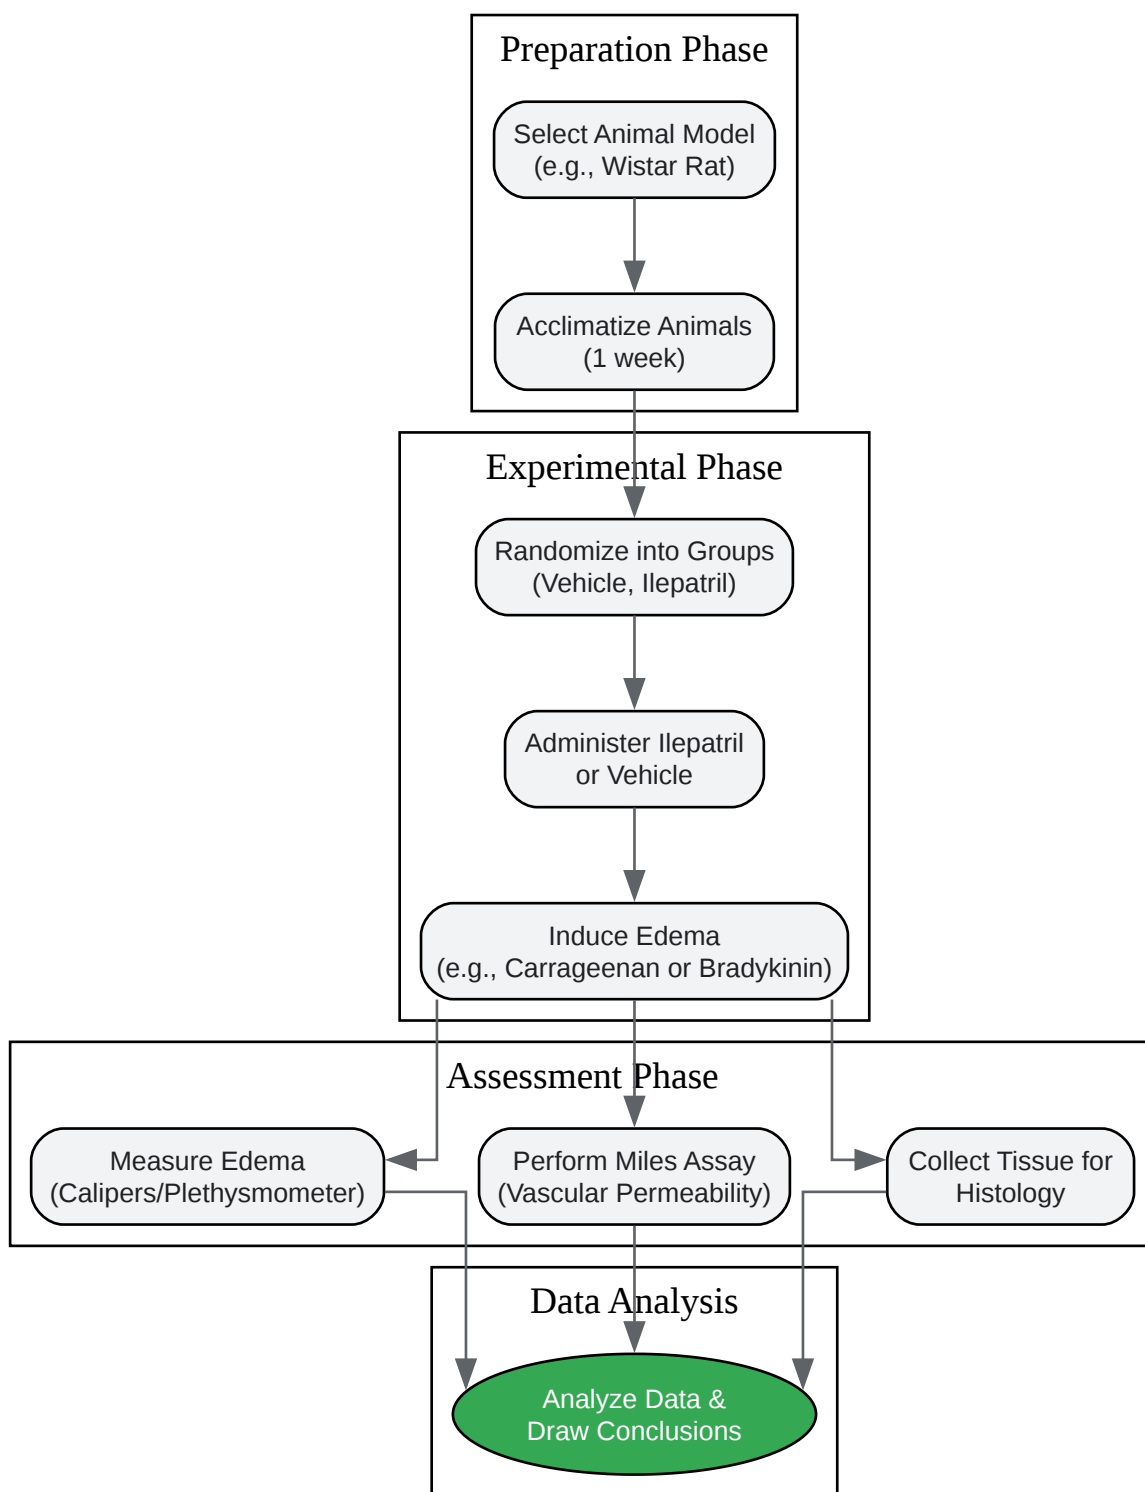 Preparation Phase
Select Animal Model
(e.g., Wistar Rat)
Acclimatize Animals
(1 week)
Experimental Phase
Randomize into Groups
(Vehicle, Ilepatril)
Administer Ilepatril
or Vehicle
Induce Edema
(e.g., Carrageenan or Bradykinin)
Assessment Phase
Measure Edema
(Calipers/Plethysmometer)
Perform Miles Assay
(Vascular Permeability)
Collect Tissue for
Histology
Data Analysis
Analyze Data &
Draw Conclusions